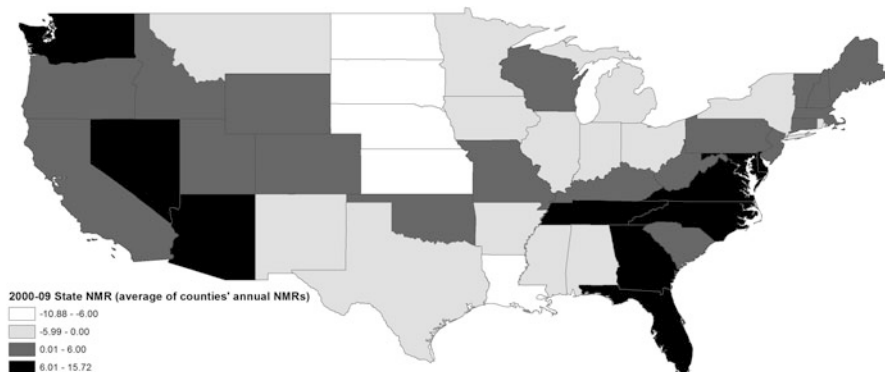 2000-09 State NMR (average of counties' annual NMRs)
-10.88 - -6.00
-5.99 - 0.00
0.01 - 6.00
6.01 - 15.72